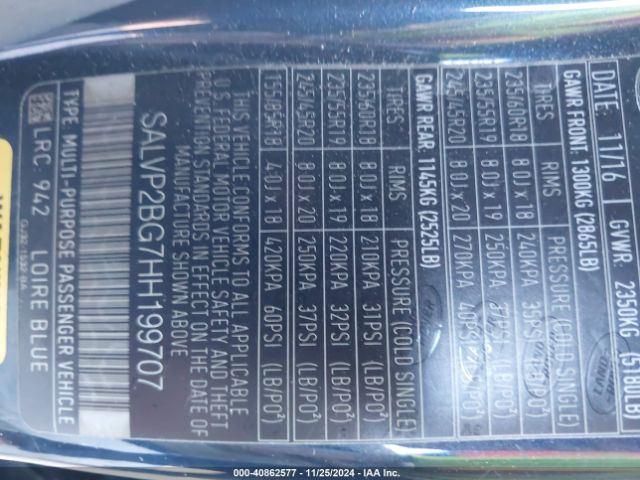 DATE: 11/16 GVWR: 2350KG (5180LB)
GAWR FRONT: 1300KG (2865LB)
TIRES RIMS PRESSURE (COLD SINGLE)
235/60R18 8.0J x 18 240KPA 35PSI
235/55R19 8.0J x 19 250KPA
245/45R20 8.0J x 20 270KPA 40PSI
GAWR REAR: 1145KG (2525LB)
TIRES RIMS PRESSURE (COLD SINGLE)
235/60R18 8.0J x 18 210KPA 31PSI (LB/PO²)
235/55R19 8.0J x 19 220KPA 32PSI (LB/PO²)
245/45R20 8.0J x 20 250KPA 37PSI (LB/PO²)
155/85R18 4.0J x 18 420KPA 60PSI (LB/PO²)
THIS VEHICLE CONFORMS TO ALL APPLICABLE
U.S. FEDERAL MOTOR VEHICLE SAFETY AND THEFT
PREVENTION STANDARDS IN EFFECT ON THE DATE OF
MANUFACTURE SHOWN ABOVE
SALVP2BG7HH199707
TYPE: MULTI-PURPOSE PASSENGER VEHICLE
LRC 942 LOIRE BLUE
000-40862577 - 11/25/2024 - IAA Inc.